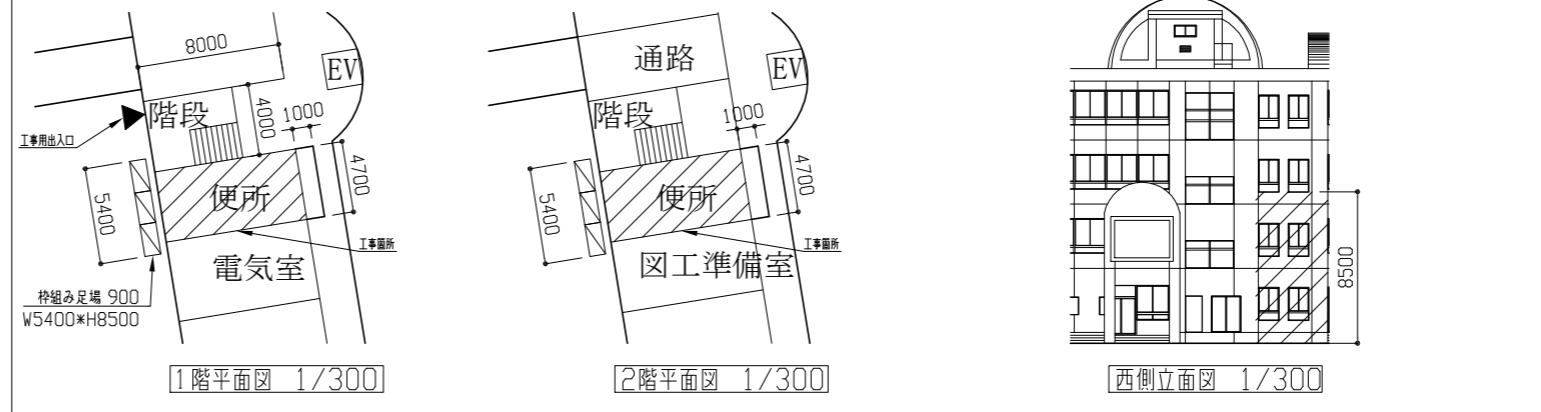 8000
EV
階段
4000
1000
工事用出入口
4700
5400
便所
工事箇所
電気室
枠組み足場 900
W5400*H8500
1階平面図 1/300
通路
EV
階段
1000
4700
5400
便所
工事箇所
図工準備室
2階平面図 1/300
8500
西側立面図 1/300